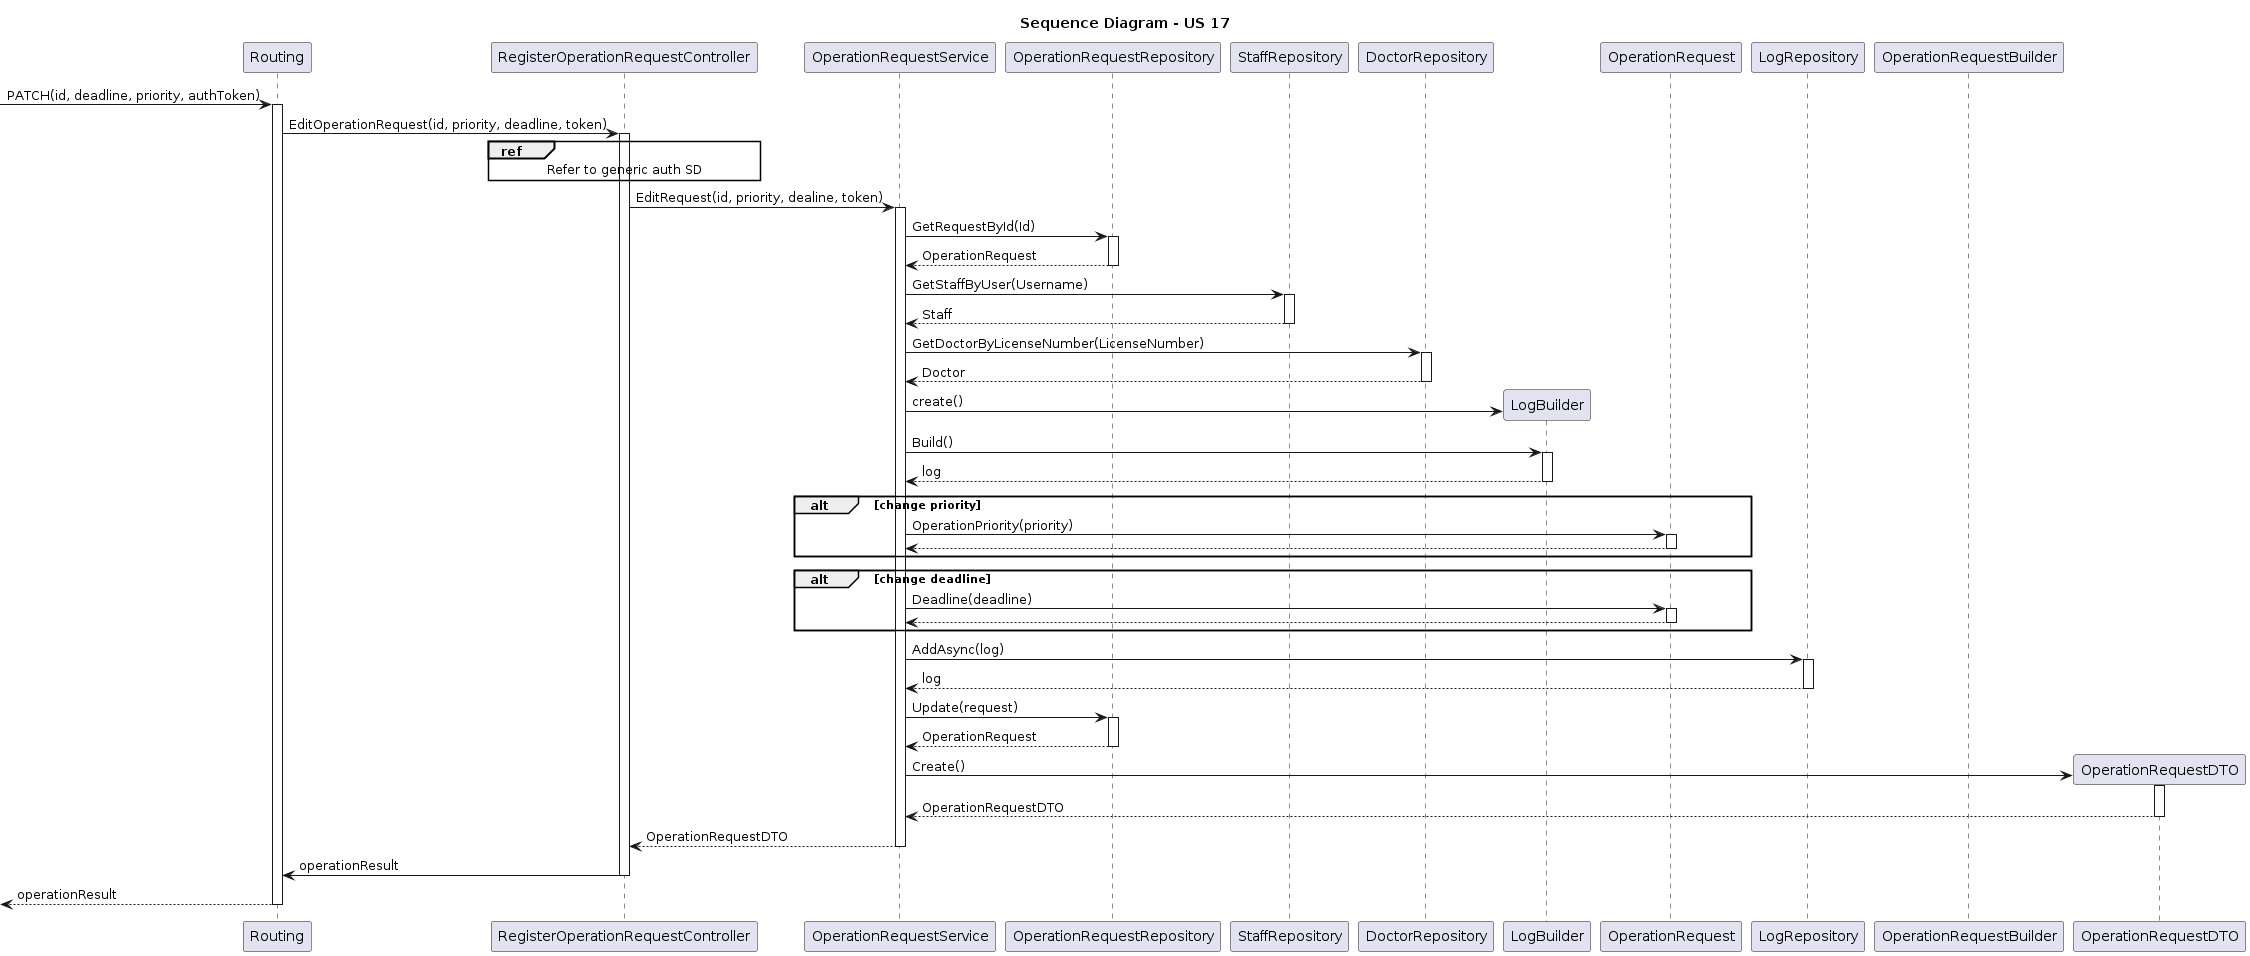 Sequence Diagram - US 17
Routing
RegisterOperationRequestController
OperationRequestService
OperationRequestRepository
StaffRepository
DoctorRepository
OperationRequest
LogRepository
OperationRequestBuilder
PATCH(id, deadline, priority, authToken)
EditOperationRequest(id, priority, deadline, token)
ref
Refer to generic auth SD
EditRequest(id, priority, dealine, token)
GetRequestById(Id)
OperationRequest
GetStaffByUser(Username)
Staff
GetDoctorByLicenseNumber(LicenseNumber)
Doctor
create()
LogBuilder
Build()
log
alt
[change priority]
OperationPriority(priority)
alt
[change deadline]
Deadline(deadline)
AddAsync(log)
log
Update(request)
OperationRequest
Create()
OperationRequestDTO
OperationRequestDTO
OperationRequestDTO
operationResult
operationResult
Routing
RegisterOperationRequestController
OperationRequestService
OperationRequestRepository
StaffRepository
DoctorRepository
LogBuilder
OperationRequest
LogRepository
OperationRequestBuilder
OperationRequestDTO